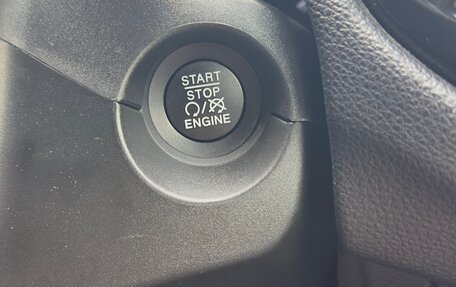 START
STOP
/
ENGINE